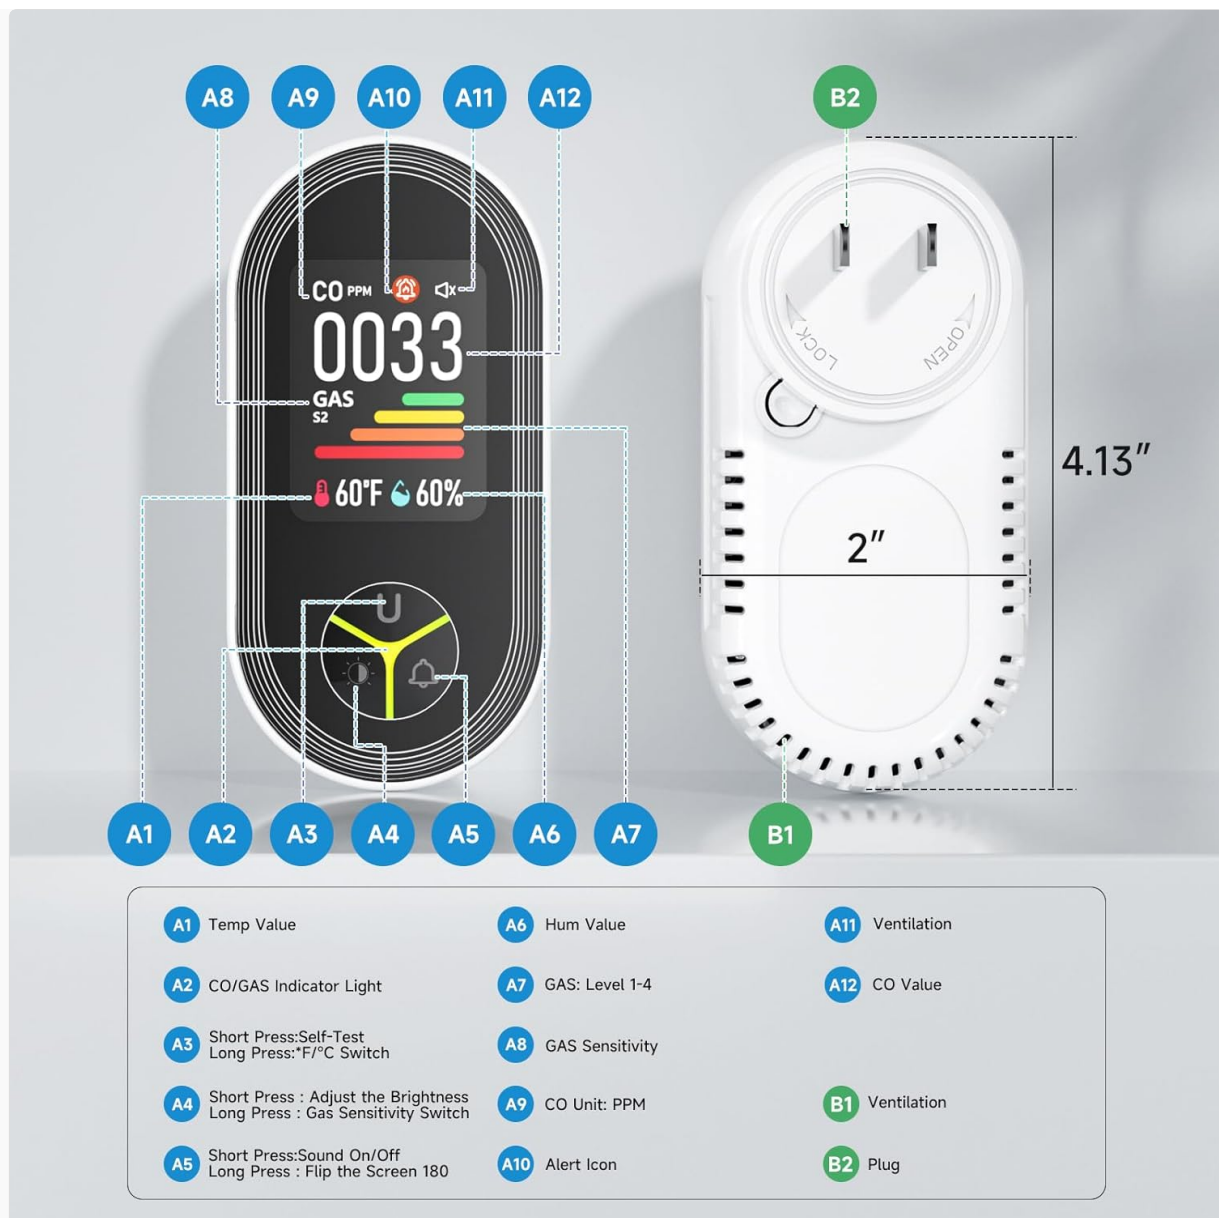 A8 A9 A10 A11 A12 B2
CO PPM
0033
GAS
S2
60°F 60%
U
LOCK OPEN
4.13"
2"
A1 A2 A3 A4 A5 A6 A7 B1
A1 Temp Value
A2 CO/GAS Indicator Light
A3 Short Press:Self-Test
Long Press:°F/°C Switch
A4 Short Press : Adjust the Brightness
Long Press : Gas Sensitivity Switch
A5 Short Press:Sound On/Off
Long Press : Flip the Screen 180
A6 Hum Value
A7 GAS: Level 1-4
A8 GAS Sensitivity
A9 CO Unit: PPM
A10 Alert Icon
A11 Ventilation
A12 CO Value
B1 Ventilation
B2 Plug